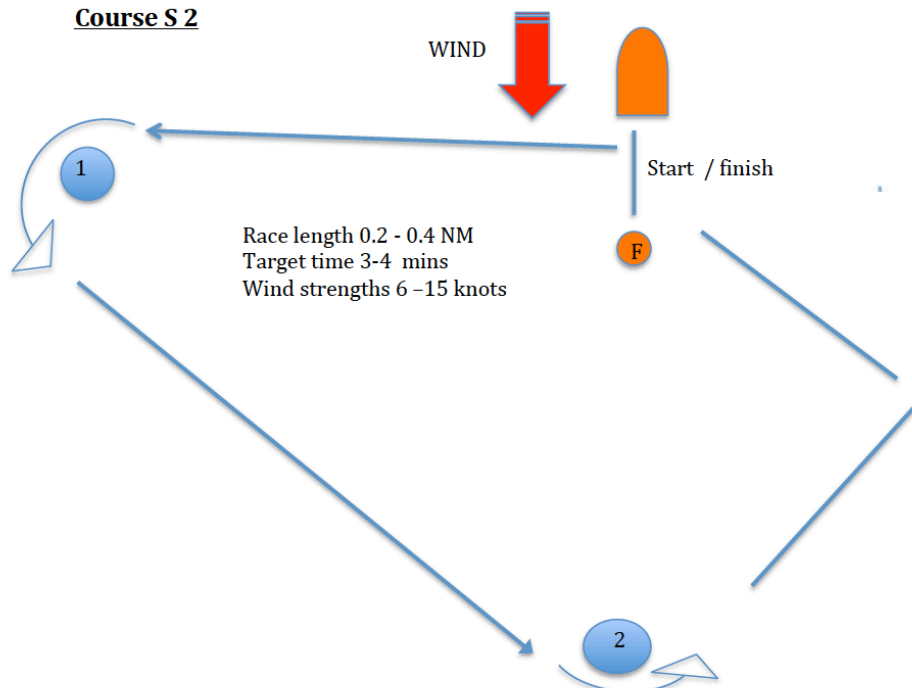 Course S 2
WIND
1
Start / finish
F
Race length 0.2 - 0.4 NM
Target time 3-4 mins
Wind strengths 6 –15 knots
2